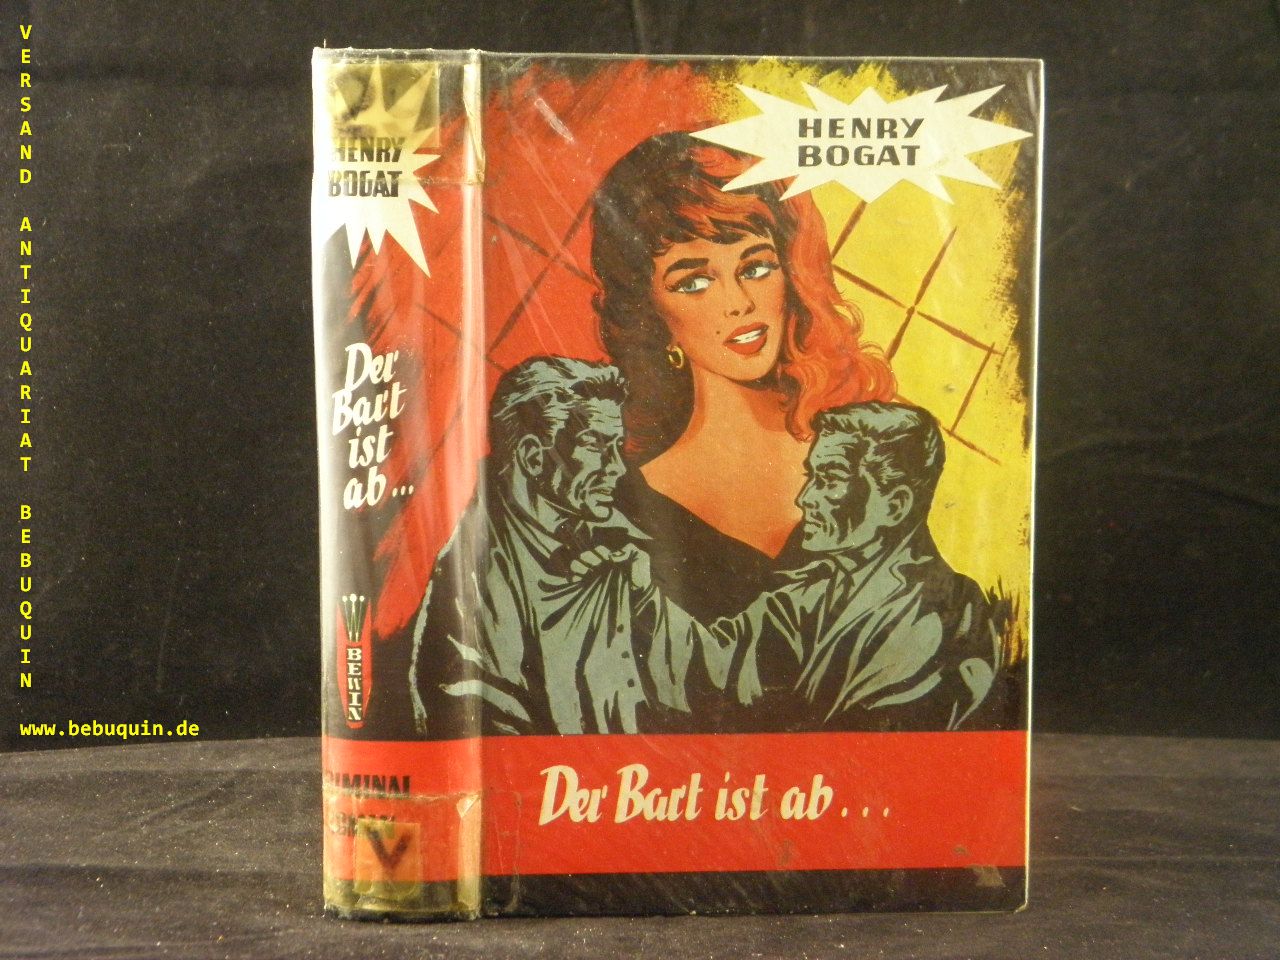 VERSAND ANTIQUARIAT BEBUQUIN
www.bebuquin.de
HENRY
BOGAT
Der
Bart
ist
ab...
BEWIN
HENRY
BOGAT
Der Bart ist ab...
V